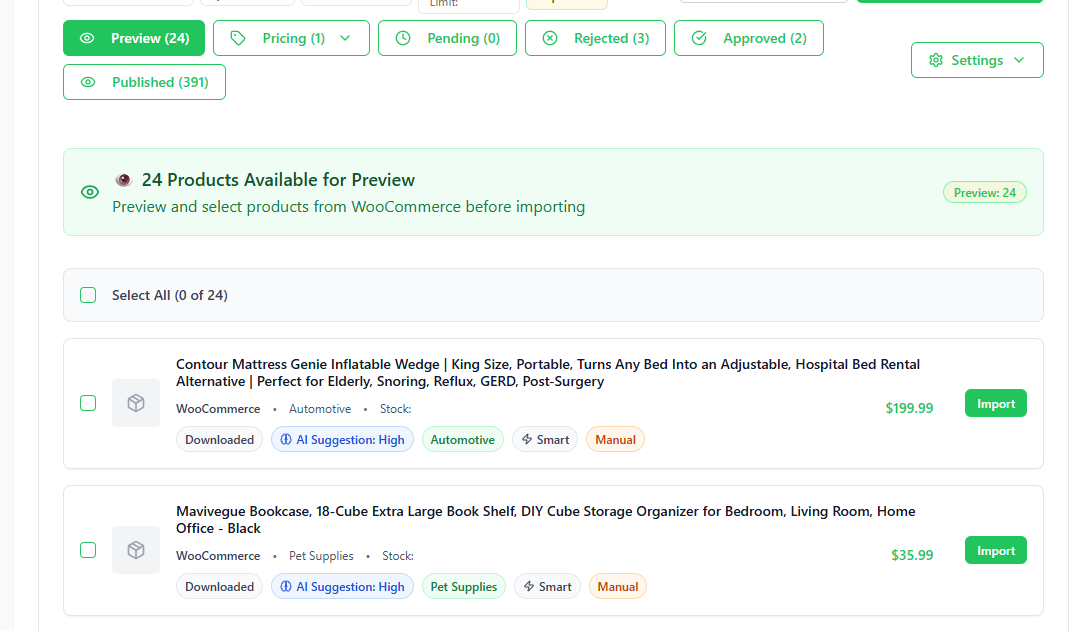 Limit:
Preview (24)
Pricing (1)
Pending (0)
Rejected (3)
Approved (2)
Settings
Published (391)
24 Products Available for Preview
Preview and select products from WooCommerce before importing
Preview: 24
Select All (0 of 24)
Contour Mattress Genie Inflatable Wedge | King Size, Portable, Turns Any Bed Into an Adjustable, Hospital Bed Rental
Alternative | Perfect for Elderly, Snoring, Reflux, GERD, Post-Surgery
WooCommerce • Automotive • Stock:
$199.99
Import
Downloaded
AI Suggestion: High
Automotive
Smart
Manual
Mavivegue Bookcase, 18-Cube Extra Large Book Shelf, DIY Cube Storage Organizer for Bedroom, Living Room, Home
Office - Black
WooCommerce • Pet Supplies • Stock:
$35.99
Import
Downloaded
AI Suggestion: High
Pet Supplies
Smart
Manual